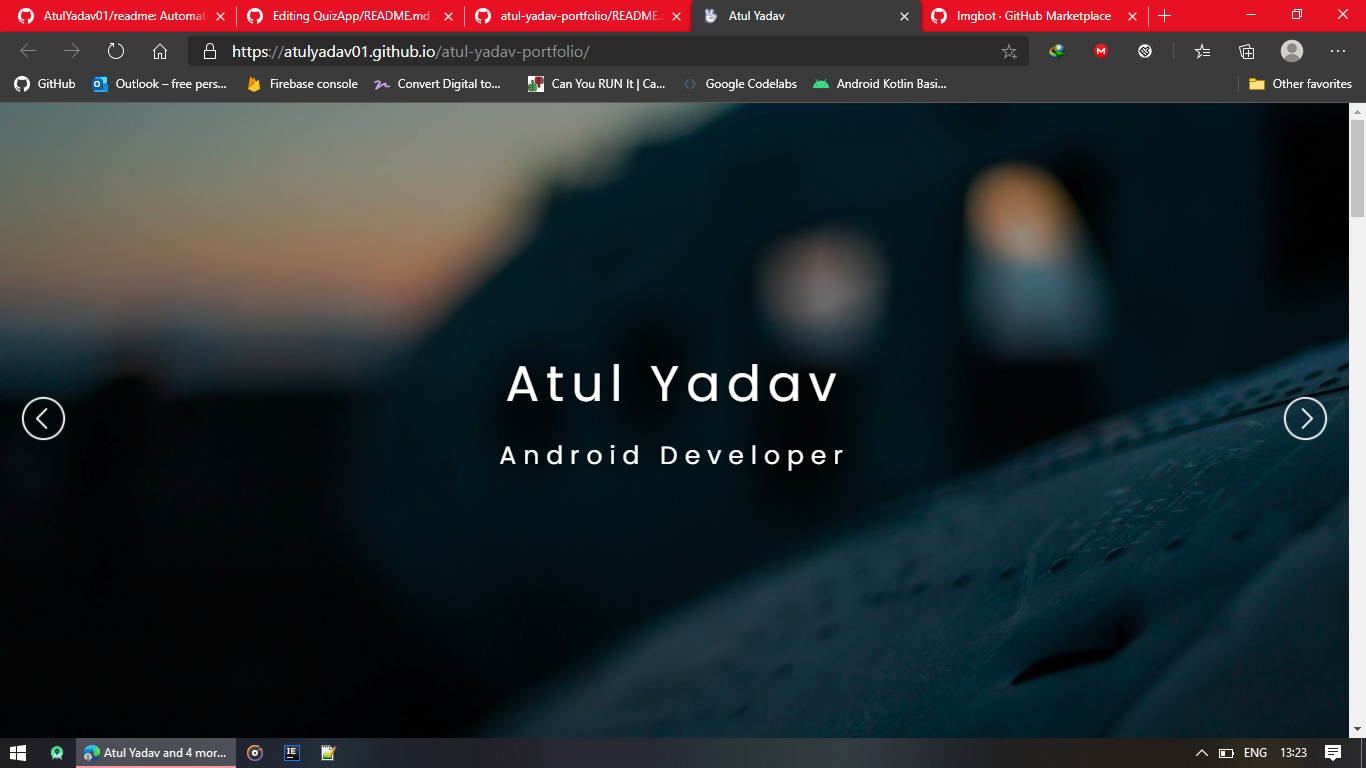 AtulYadav01/readme: Automat
Editing QuizApp/README.md
atul-yadav-portfolio/README.
Atul Yadav
Imgbot · GitHub Marketplace
https://atulyadav01.github.io/atul-yadav-portfolio/
GitHub
Outlook – free pers...
Firebase console
Convert Digital to...
Can You RUN It | Ca...
Google Codelabs
Android Kotlin Basi...
Other favorites
Atul Yadav
Android Developer
Atul Yadav and 4 mor...
IE
ENG
13:23